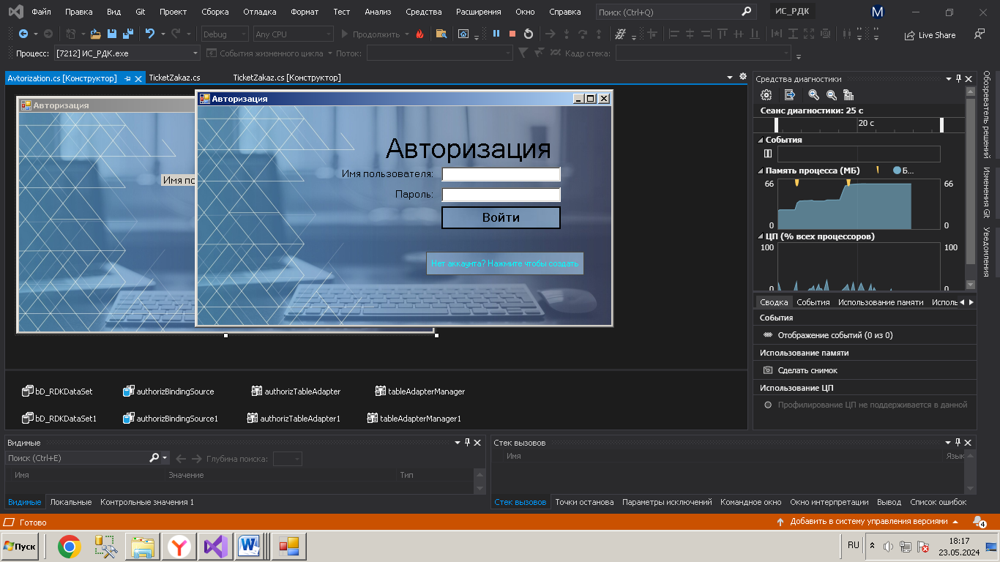 Файл Правка Вид Git Проект Сборка Отладка Формат Тест Анализ Средства Расширения Окно Справка Поиск (Ctrl+Q) ИС_РДК M
Debug Any CPU Продолжить Live Share
Процесс: [7212] ИС_РДК.exe События жизненного цикла Поток: Кадр стека:
Avtorization.cs [Конструктор] TicketZakaz.cs TicketZakaz.cs [Конструктор]
Авторизация
Имя по
Авторизация
Авторизация
Имя пользователя:
Пароль:
Войти
Нет аккаунта? Нажмите чтобы создать
bD_RDKDataSet authorizBindingSource authorizTableAdapter tableAdapterManager
bD_RDKDataSet1 authorizBindingSource1 authorizTableAdapter1 tableAdapterManager1
Средства диагностики
Сеанс диагностики: 25 с
20 с
События
Память процесса (МБ) Б...
66 66
0 0
ЦП (% всех процессоров)
100 100
0 0
Сводка События Использование памяти Исполь
События
Отображение событий (0 из 0)
Использование памяти
Сделать снимок
Использование ЦП
Профилирование ЦП не поддерживается в данной
Обозреватель решений
Изменения Git
Уведомления
Видимые
Поиск (Ctrl+E) Глубина поиска:
Имя Значение Тип
Видимые Локальные Контрольные значения 1
Стек вызовов
Имя Язык
Стек вызовов Точки останова Параметры исключений Командное окно Окно интерпретации Вывод Список ошибок
Готово Добавить в систему управления версиями 4
Пуск RU 18:17
23.05.2024